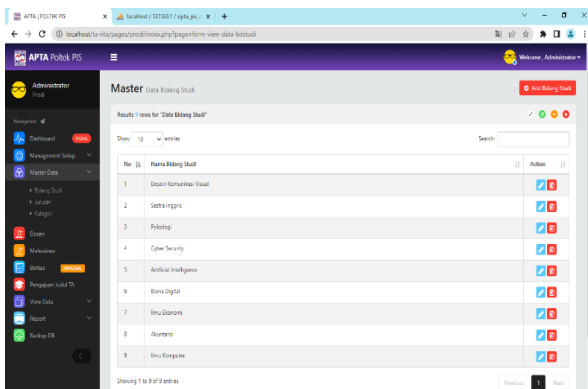 APTA | POLTEK PIS
localhost / 127.0.0.1 / apta_pis_
localhost/ta-nita/pages/prodi/index.php?page=form-view-data-bidstudi
APTA Poltek PIS
Welcome, Administrator
Administrator
Prodi
Navigation
Dashboard
HOME
Management Setup
Master Data
Bidang Studi
Jurusan
Kategori
Dosen
Mahasiswa
Berkas
APPROVAL
Pengajuan Judul TA
View Data
Report
Backup DB
Master Data Bidang Studi
Add Bidang Studi
Results 9 rows for "Data Bidang Studi"
Show 10 entries
Search:
No Nama Bidang Studi Action
1 Desain Komunikasi Visual
2 Sastra Inggris
3 Psikologi
4 Cyber Security
5 Artificial Intelligence
6 Bisnis Digital
7 Ilmu Ekonomi
8 Akuntansi
9 Ilmu Komputer
Showing 1 to 9 of 9 entries
Previous 1 Next